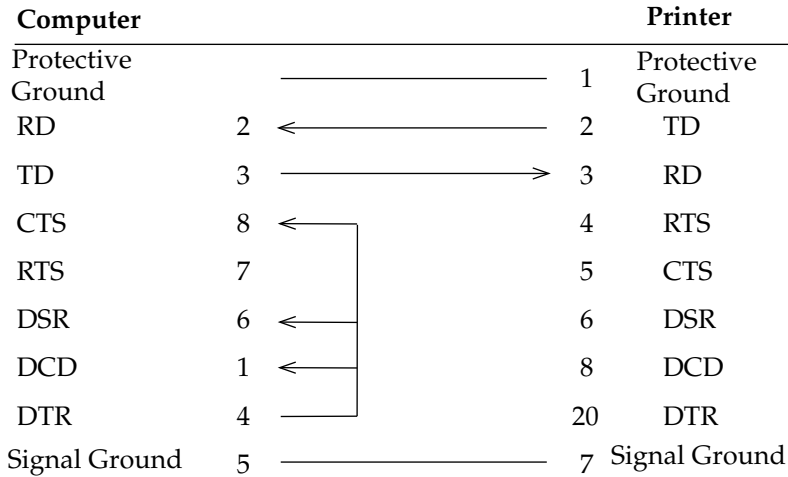 Computer Printer
Protective Ground 1 Protective Ground
RD 2 2 TD
TD 3 3 RD
CTS 8 4 RTS
RTS 7 5 CTS
DSR 6 6 DSR
DCD 1 8 DCD
DTR 4 20 DTR
Signal Ground 5 7 Signal Ground